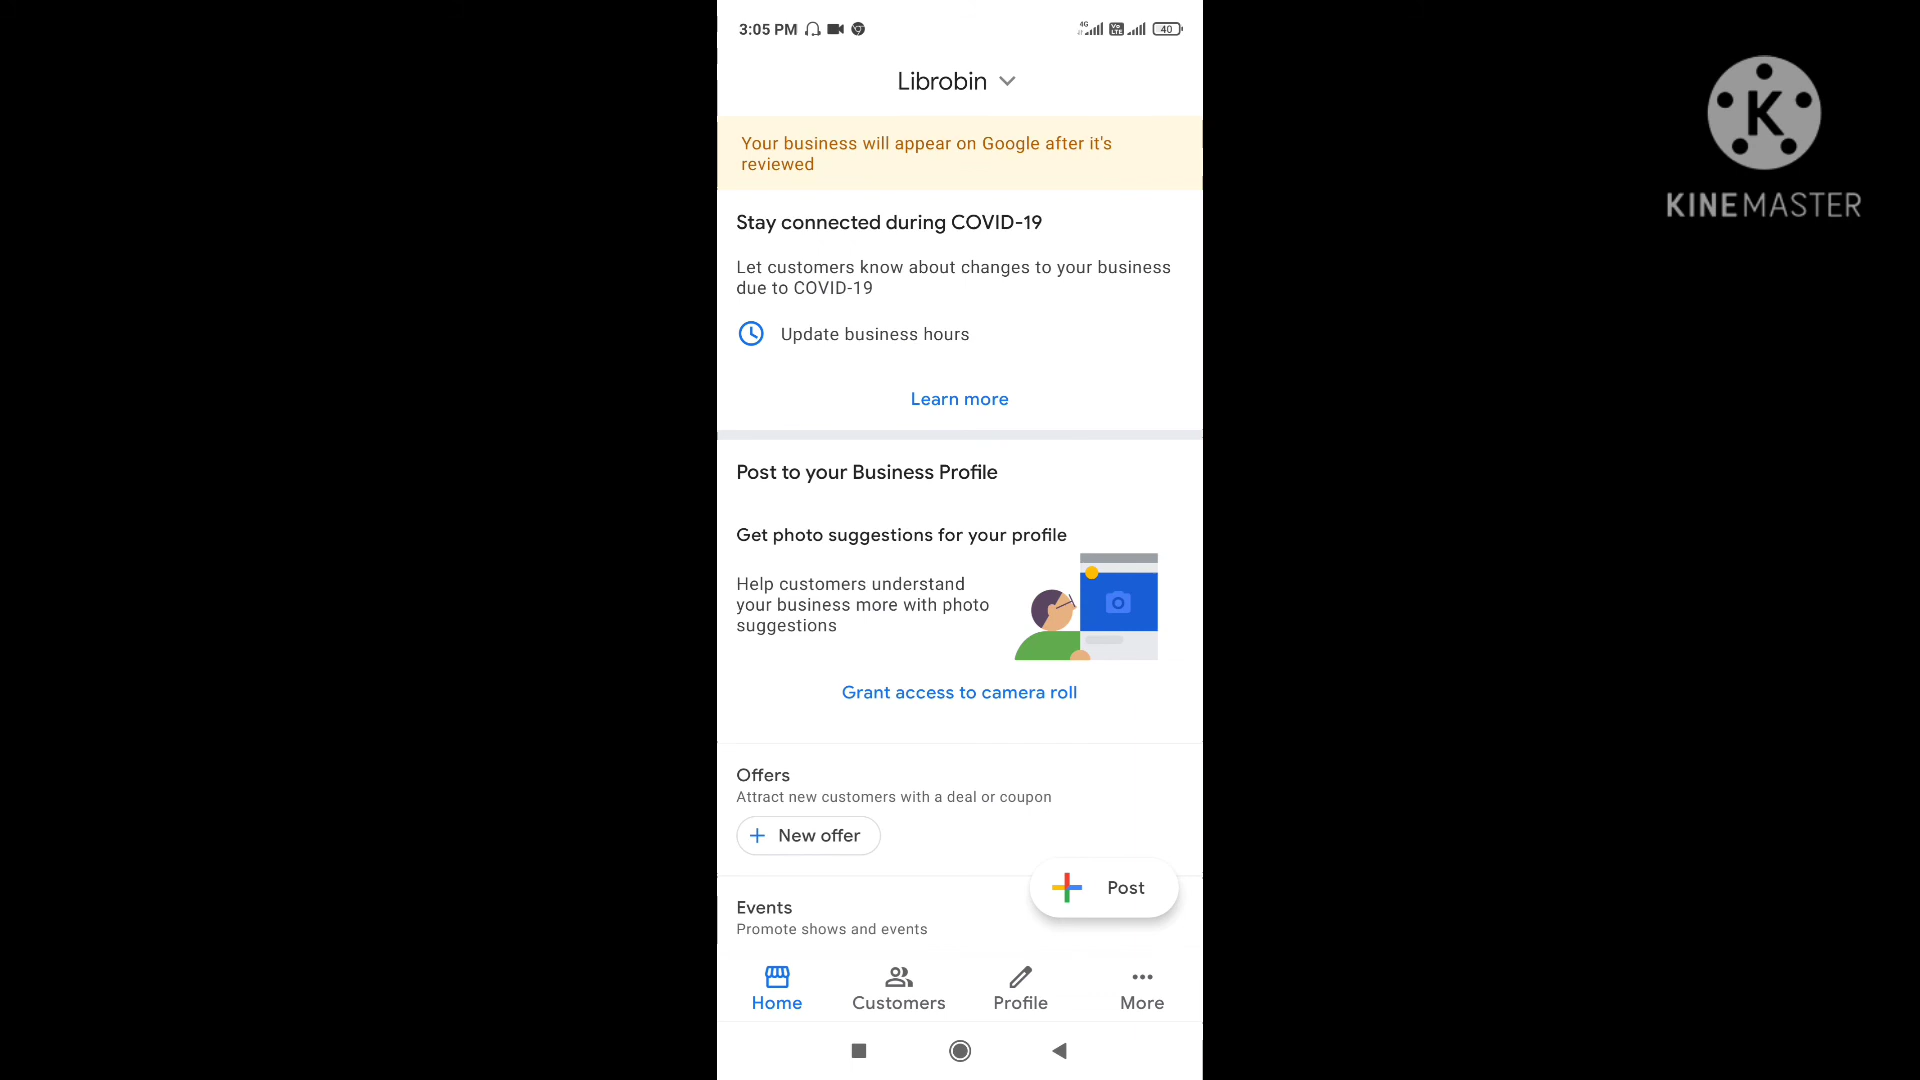 3:05 PM
4G
Vo
LTE
40
Librobin
KINEMASTER
Your business will appear on Google after it's
reviewed
Stay connected during COVID-19
Let customers know about changes to your business
due to COVID-19
Update business hours
Learn more
Post to your Business Profile
Get photo suggestions for your profile
Help customers understand
your business more with photo
suggestions
Grant access to camera roll
Offers
Attract new customers with a deal or coupon
New offer
Post
Events
Promote shows and events
Home
Customers
Profile
More